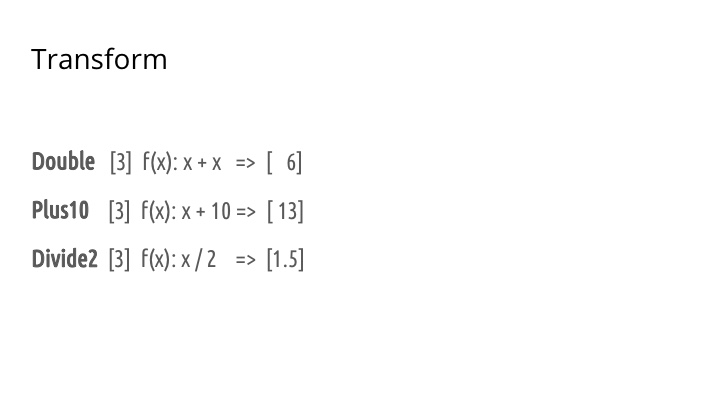 Transform
Double [3] f(x): x + x => [ 6]
Plus10 [3] f(x): x + 10 => [ 13]
Divide2 [3] f(x): x / 2 => [1.5]